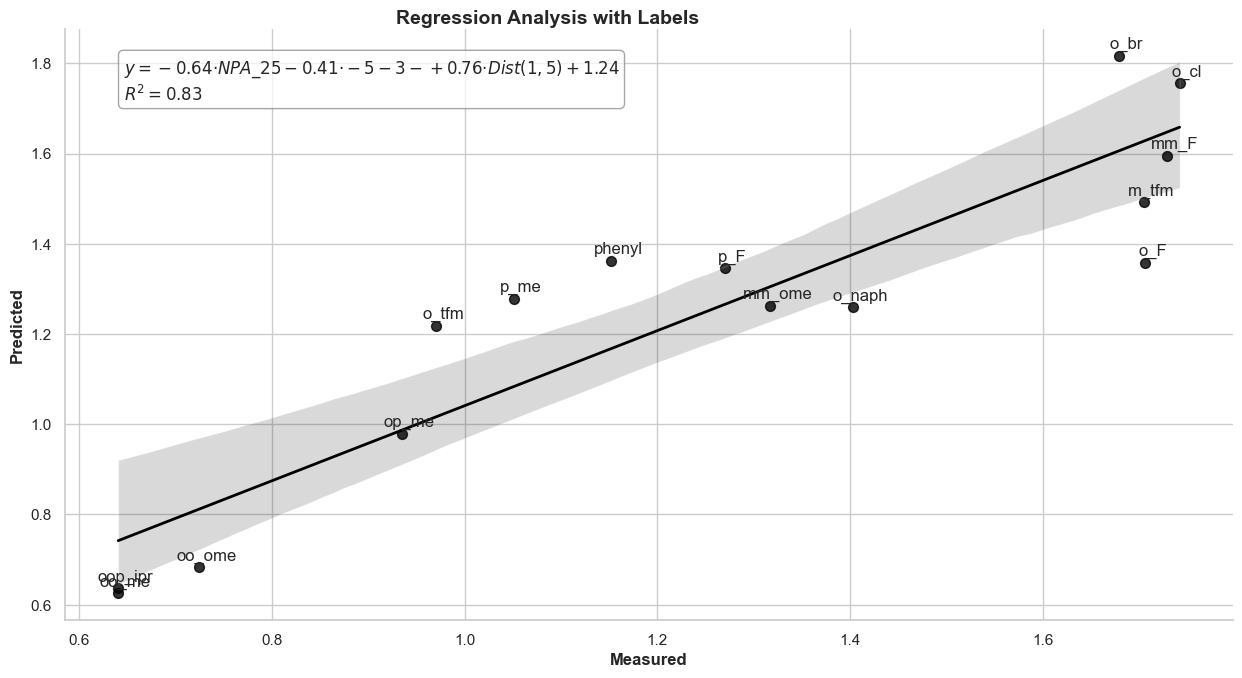 Regression Analysis with Labels
y = −0.64·NPA_25 − 0.41· − 5 − 3 − +0.76·Dist(1, 5) + 1.24
R² = 0.83
o_br
o_cl
mm_F
m_tfm
o_F
phenyl
p_F
p_me
mm_ome
o_naph
o_tfm
op_me
oo_ome
oop_ipr
oo_me
Predicted
1.8
1.6
1.4
1.2
1.0
0.8
0.6
0.6 0.8 1.0 1.2 1.4 1.6
Measured